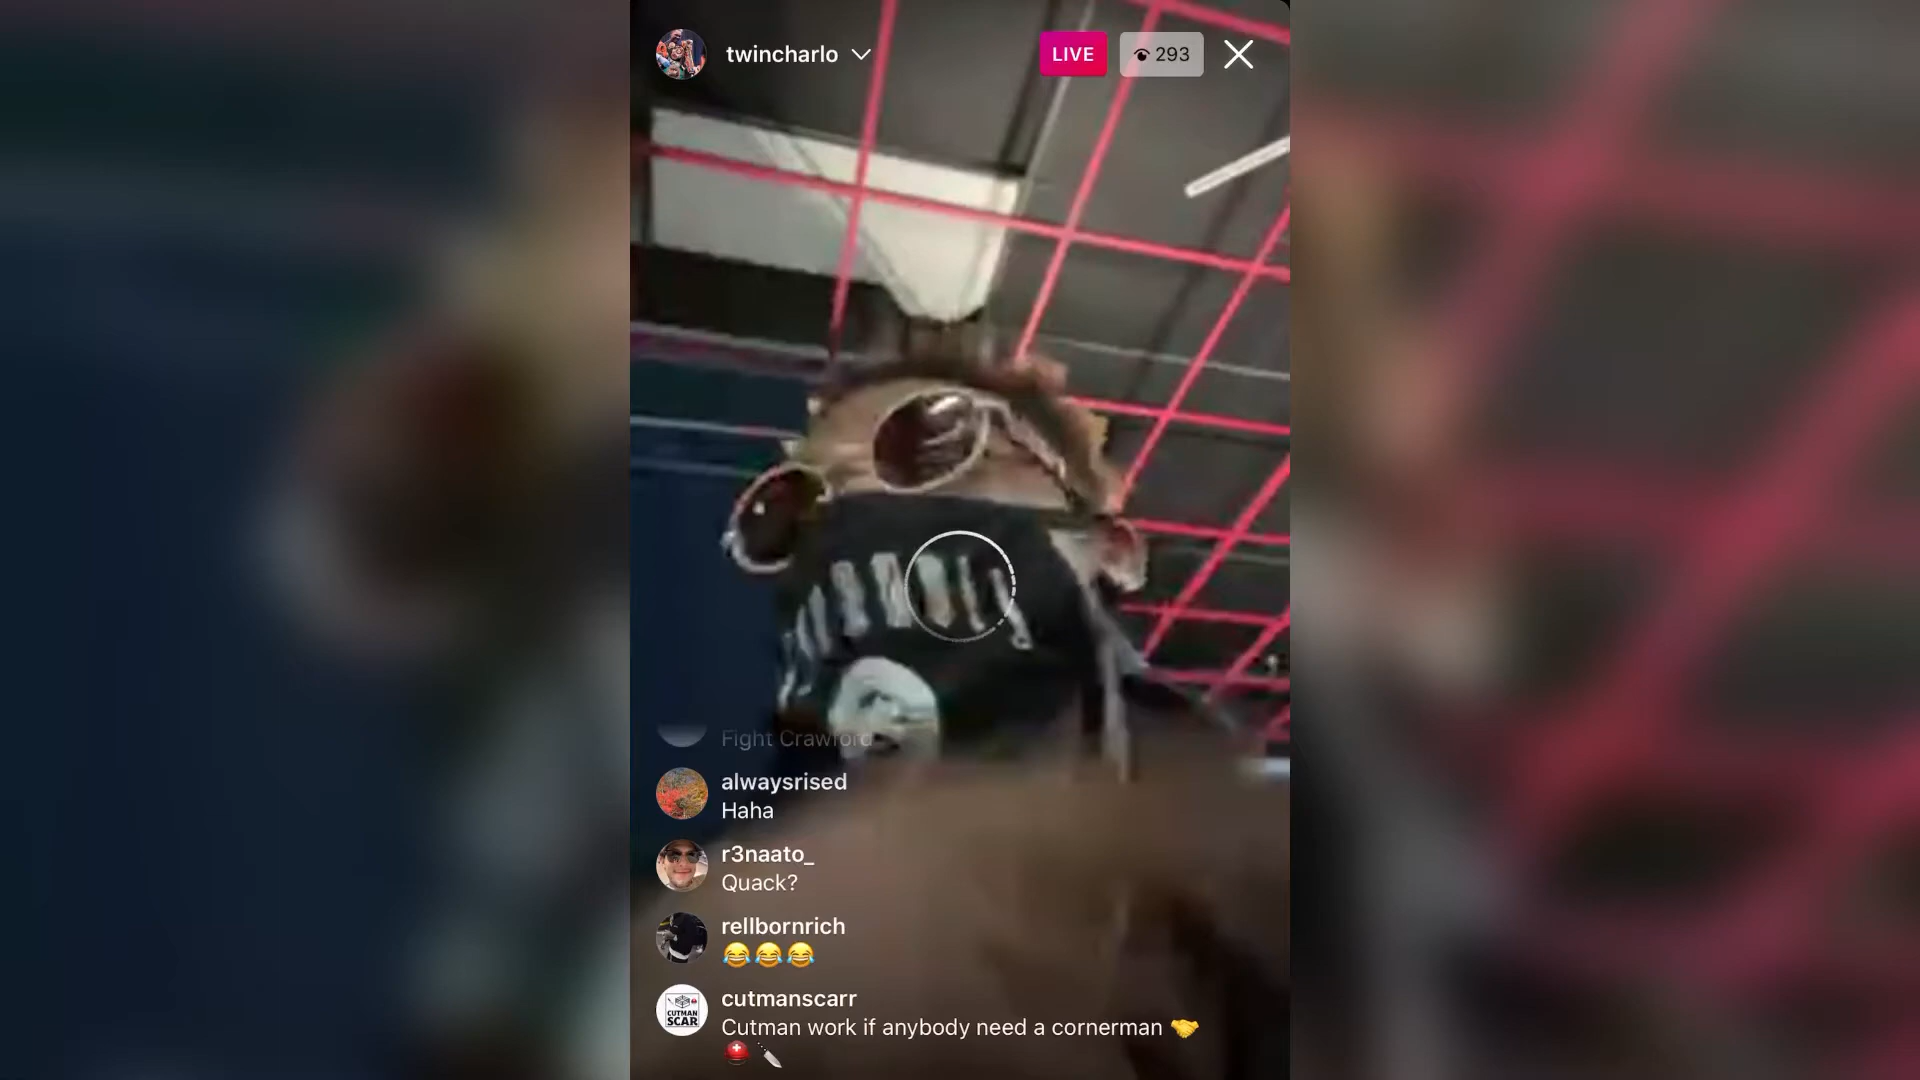 twincharlo
LIVE
293
Fight Crawford
alwaysrised
Haha
r3naato_
Quack?
rellbornrich
😂😂😂
cutmanscarr
CUTMAN
SCAR
Cutman work if anybody need a cornerman 🤝
⛑️🔪